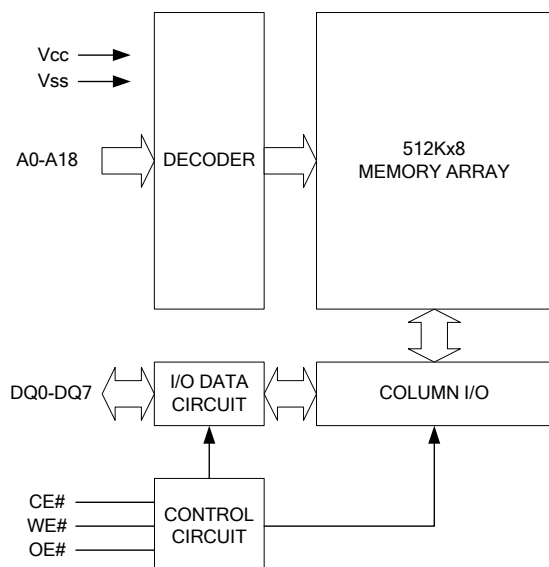 Vcc
Vss
A0-A18
DECODER
512Kx8
MEMORY ARRAY
DQ0-DQ7
I/O DATA
CIRCUIT
COLUMN I/O
CE#
WE#
OE#
CONTROL
CIRCUIT